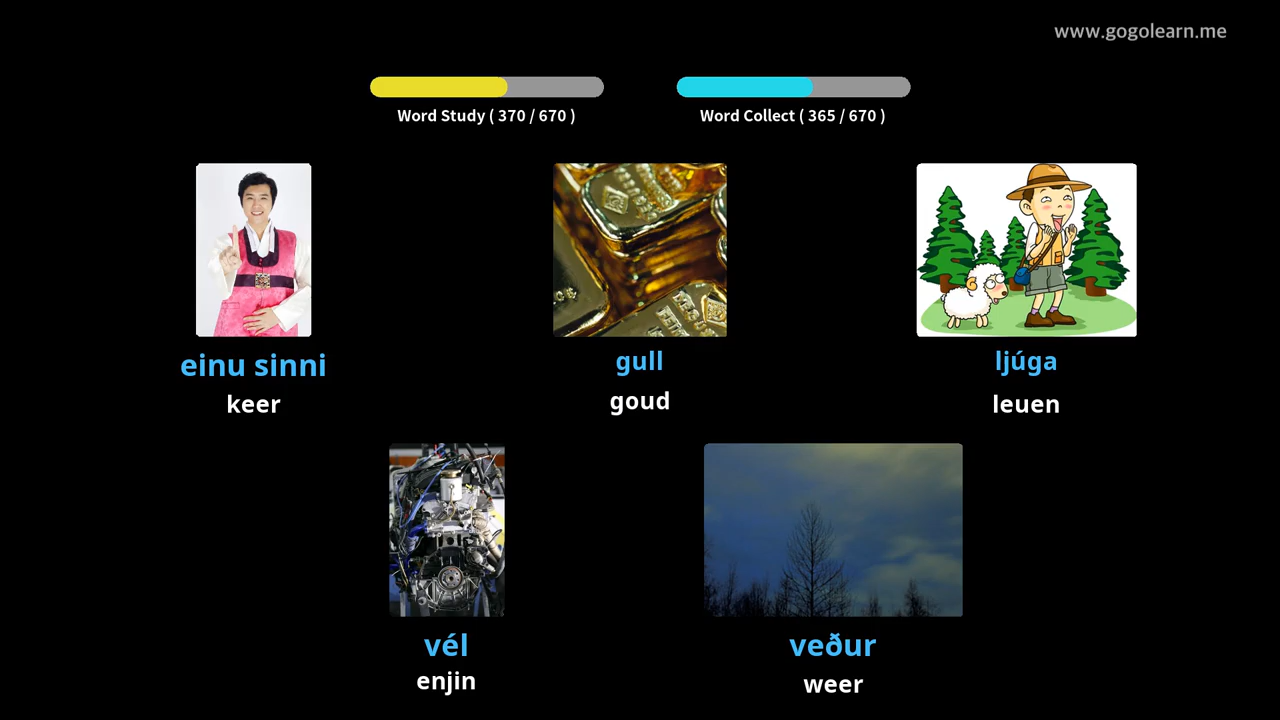 www.gogolearn.me
Word Study ( 370 / 670 )
Word Collect ( 365 / 670 )
einu sinni
keer
gull
goud
ljúga
leuen
vél
enjin
veður
weer